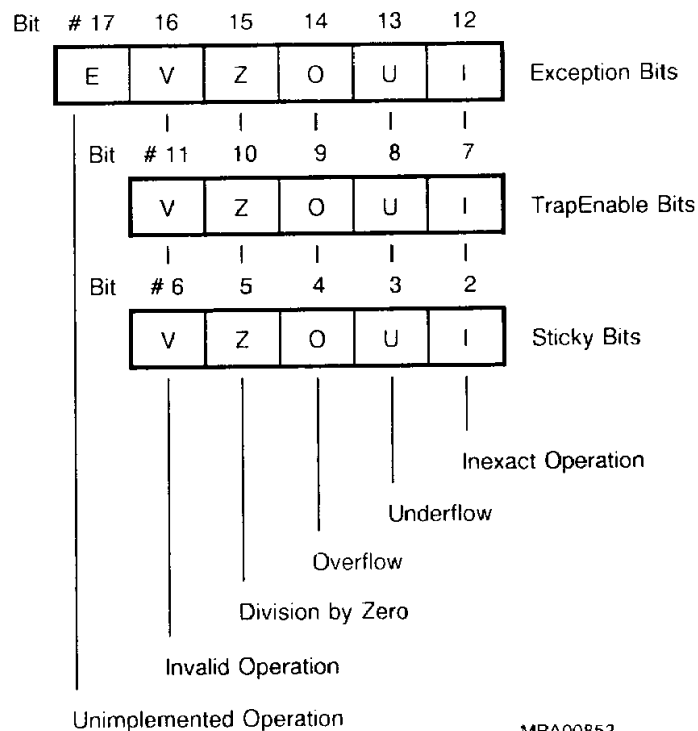 Bit # 17 16 15 14 13 12
E V Z O U I Exception Bits
Bit # 11 10 9 8 7
V Z O U I TrapEnable Bits
Bit # 6 5 4 3 2
V Z O U I Sticky Bits
Inexact Operation
Underflow
Overflow
Division by Zero
Invalid Operation
Unimplemented Operation
MBA00852